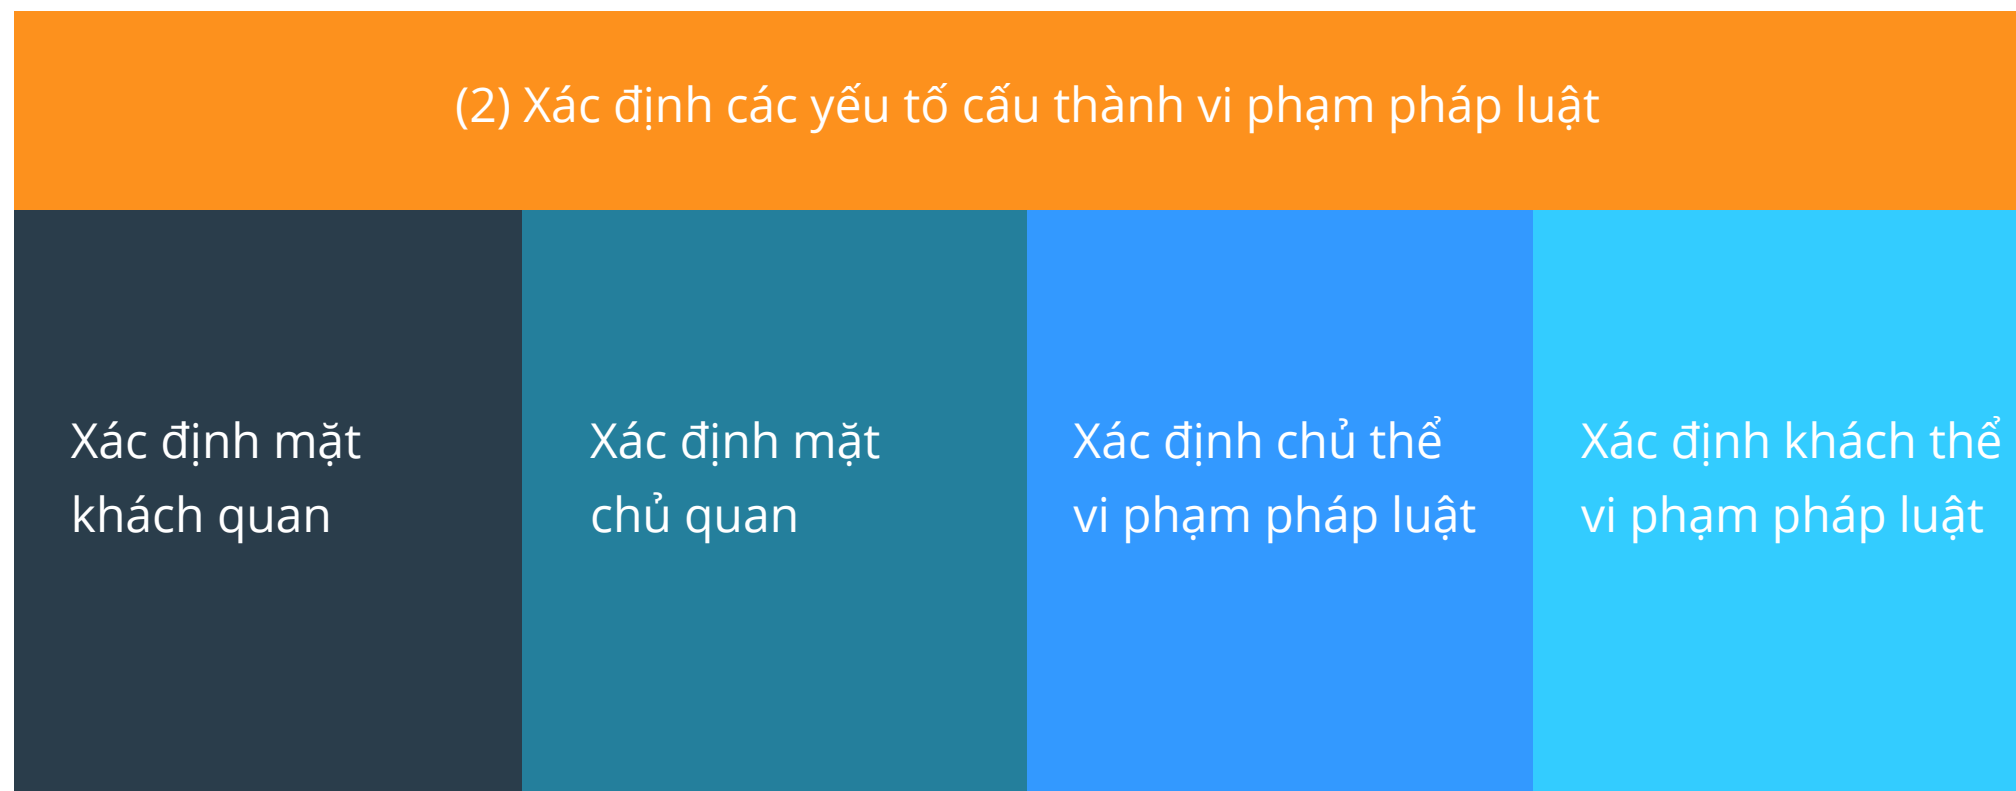 (2) Xác định các yếu tố cấu thành vi phạm pháp luật
Xác định mặt
khách quan
Xác định mặt
chủ quan
Xác định chủ thể
vi phạm pháp luật
Xác định khách thể
vi phạm pháp luật